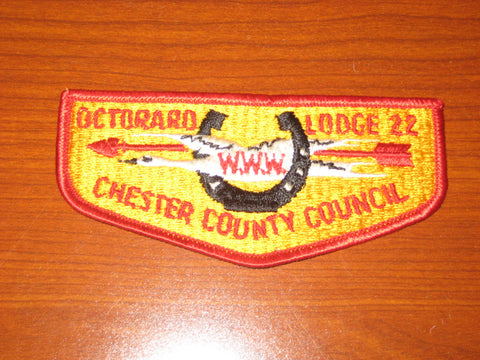 OCTORARO LODGE 22
W.W.W.
CHESTER COUNTY COUNCIL